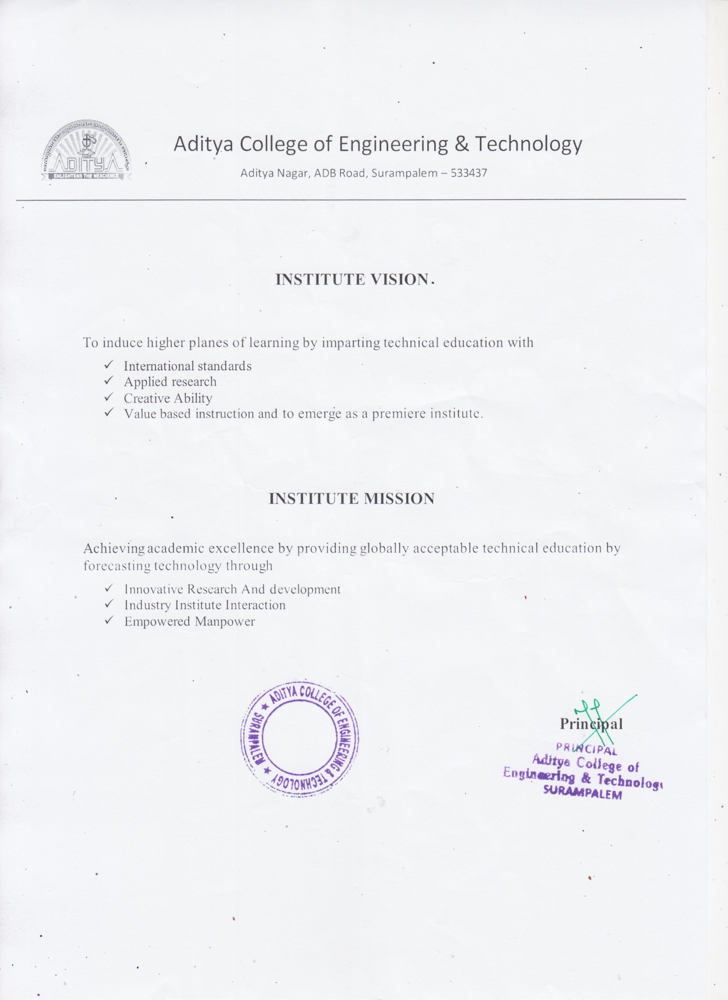 ADITYA
ENLIGHTENS THE NESCIENCE
Aditya College of Engineering & Technology
Aditya Nagar, ADB Road, Surampalem – 533437
INSTITUTE VISION.
To induce higher planes of learning by imparting technical education with
✓ International standards
✓ Applied research
✓ Creative Ability
✓ Value based instruction and to emerge as a premiere institute.
INSTITUTE MISSION
Achieving academic excellence by providing globally acceptable technical education by
forecasting technology through
✓ Innovative Research And development
✓ Industry Institute Interaction
✓ Empowered Manpower
★ ADITYA COLLEGE OF ENGINEERING & TECHNOLOGY ★ SURAMPALEM
Principal
PRINCIPAL
Aditya College of
Engineering & Technology
SURAMPALEM